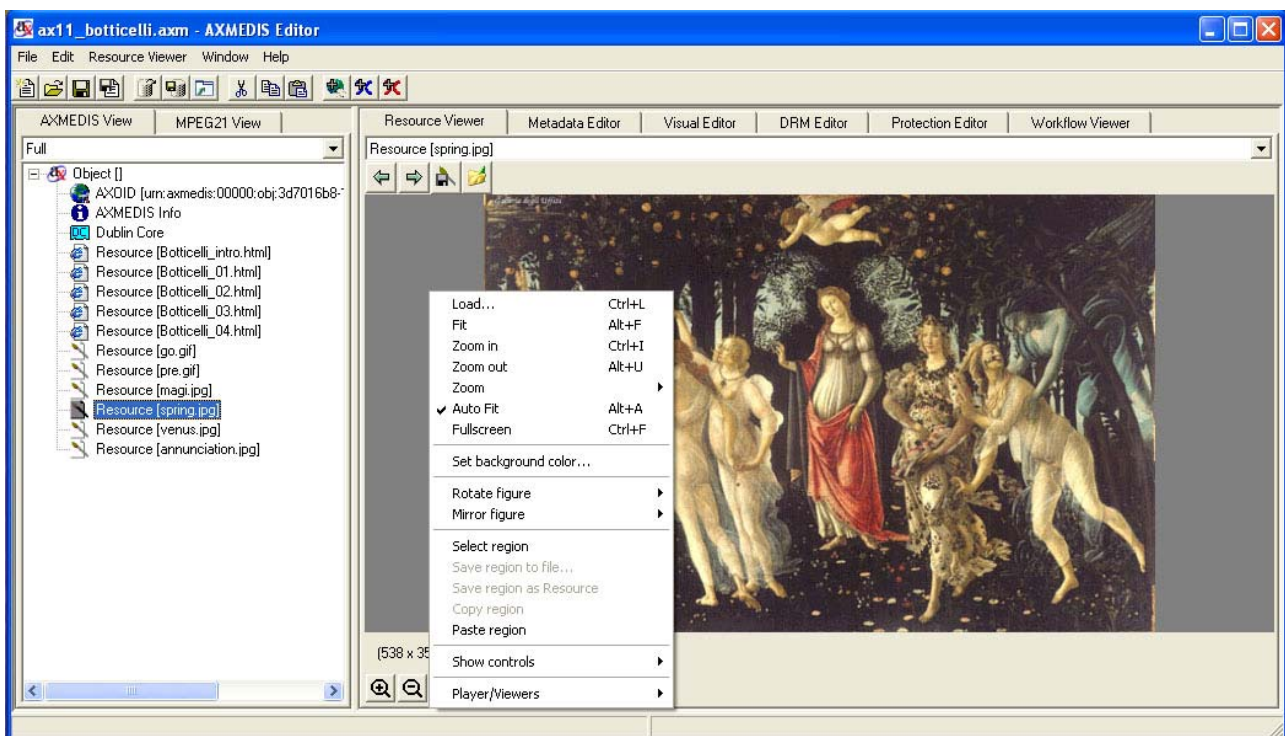 ax11_botticelli.axm - AXMEDIS Editor
File Edit Resource Viewer Window Help
AXMEDIS View MPEG21 View
Full
Object []
AXOID [urn:axmedis:00000:obj:3d7016b8-
AXMEDIS Info
DC Dublin Core
Resource [Botticelli_intro.html]
Resource [Botticelli_01.html]
Resource [Botticelli_02.html]
Resource [Botticelli_03.html]
Resource [Botticelli_04.html]
Resource [go.gif]
Resource [pre.gif]
Resource [magi.jpg]
Resource [spring.jpg]
Resource [venus.jpg]
Resource [annunciation.jpg]
Resource Viewer Metadata Editor Visual Editor DRM Editor Protection Editor Workflow Viewer
Resource [spring.jpg]
Galleria degli Uffizi
Load... Ctrl+L
Fit Alt+F
Zoom in Ctrl+I
Zoom out Alt+U
Zoom
Auto Fit Alt+A
Fullscreen Ctrl+F
Set background color...
Rotate figure
Mirror figure
Select region
Save region to file...
Save region as Resource
Copy region
Paste region
Show controls
Player/Viewers
(538 x 35